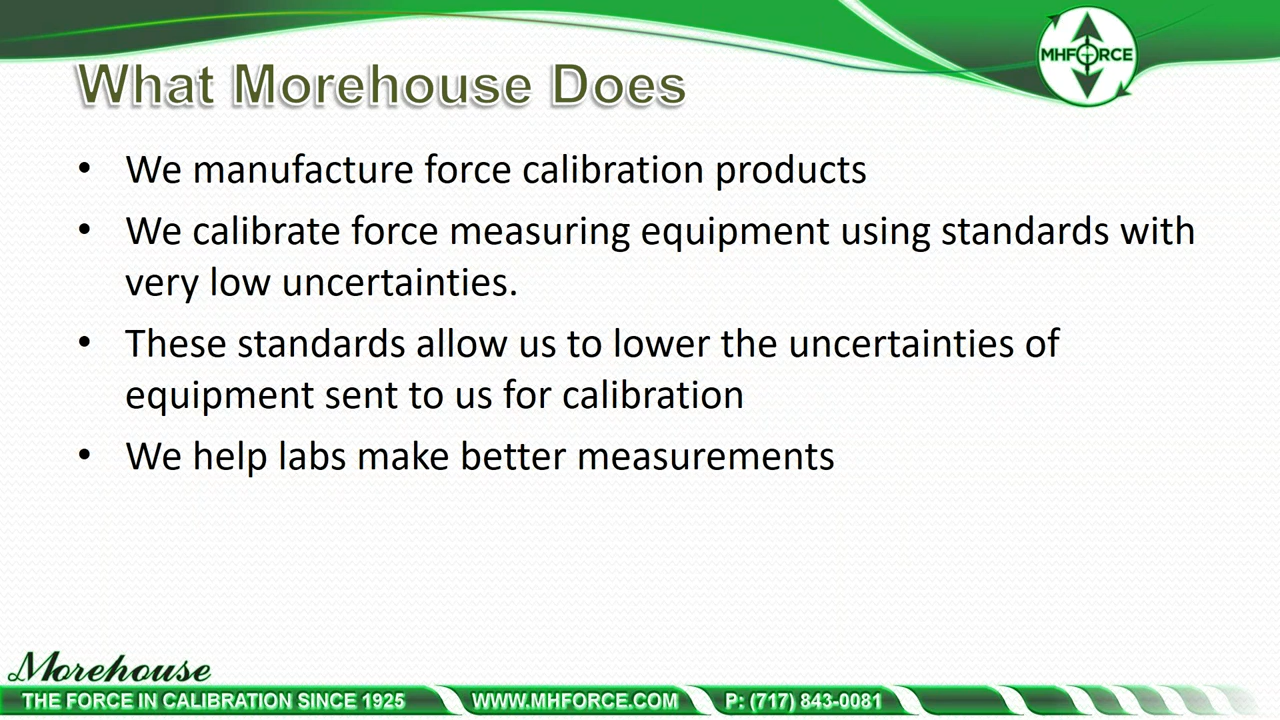 MHFORCE
What Morehouse Does
• We manufacture force calibration products
• We calibrate force measuring equipment using standards with
very low uncertainties.
• These standards allow us to lower the uncertainties of
equipment sent to us for calibration
• We help labs make better measurements
Morehouse
THE FORCE IN CALIBRATION SINCE 1925 WWW.MHFORCE.COM P: (717) 843-0081